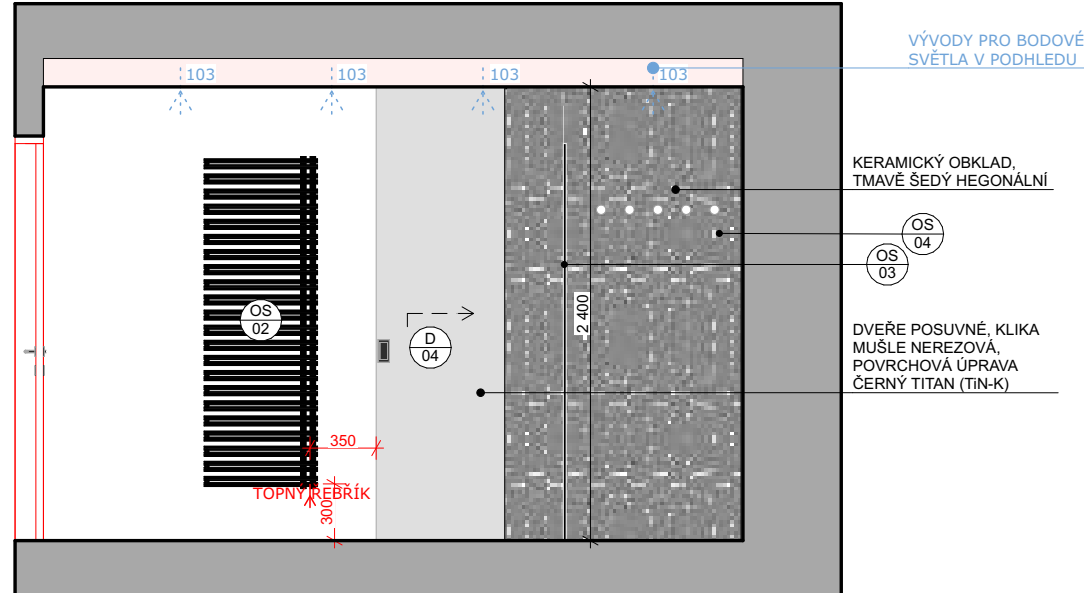 VÝVODY PRO BODOVÉ
SVĚTLA V PODHLEDU
103
103
103
103
KERAMICKÝ OBKLAD,
TMAVĚ ŠEDÝ HEGONÁLNÍ
OS
04
OS
03
OS
02
D
04
2 400
DVEŘE POSUVNÉ, KLIKA
MUŠLE NEREZOVÁ,
POVRCHOVÁ ÚPRAVA
ČERNÝ TITAN (TiN-K)
350
TOPNÝ ŘEBŘÍK
300